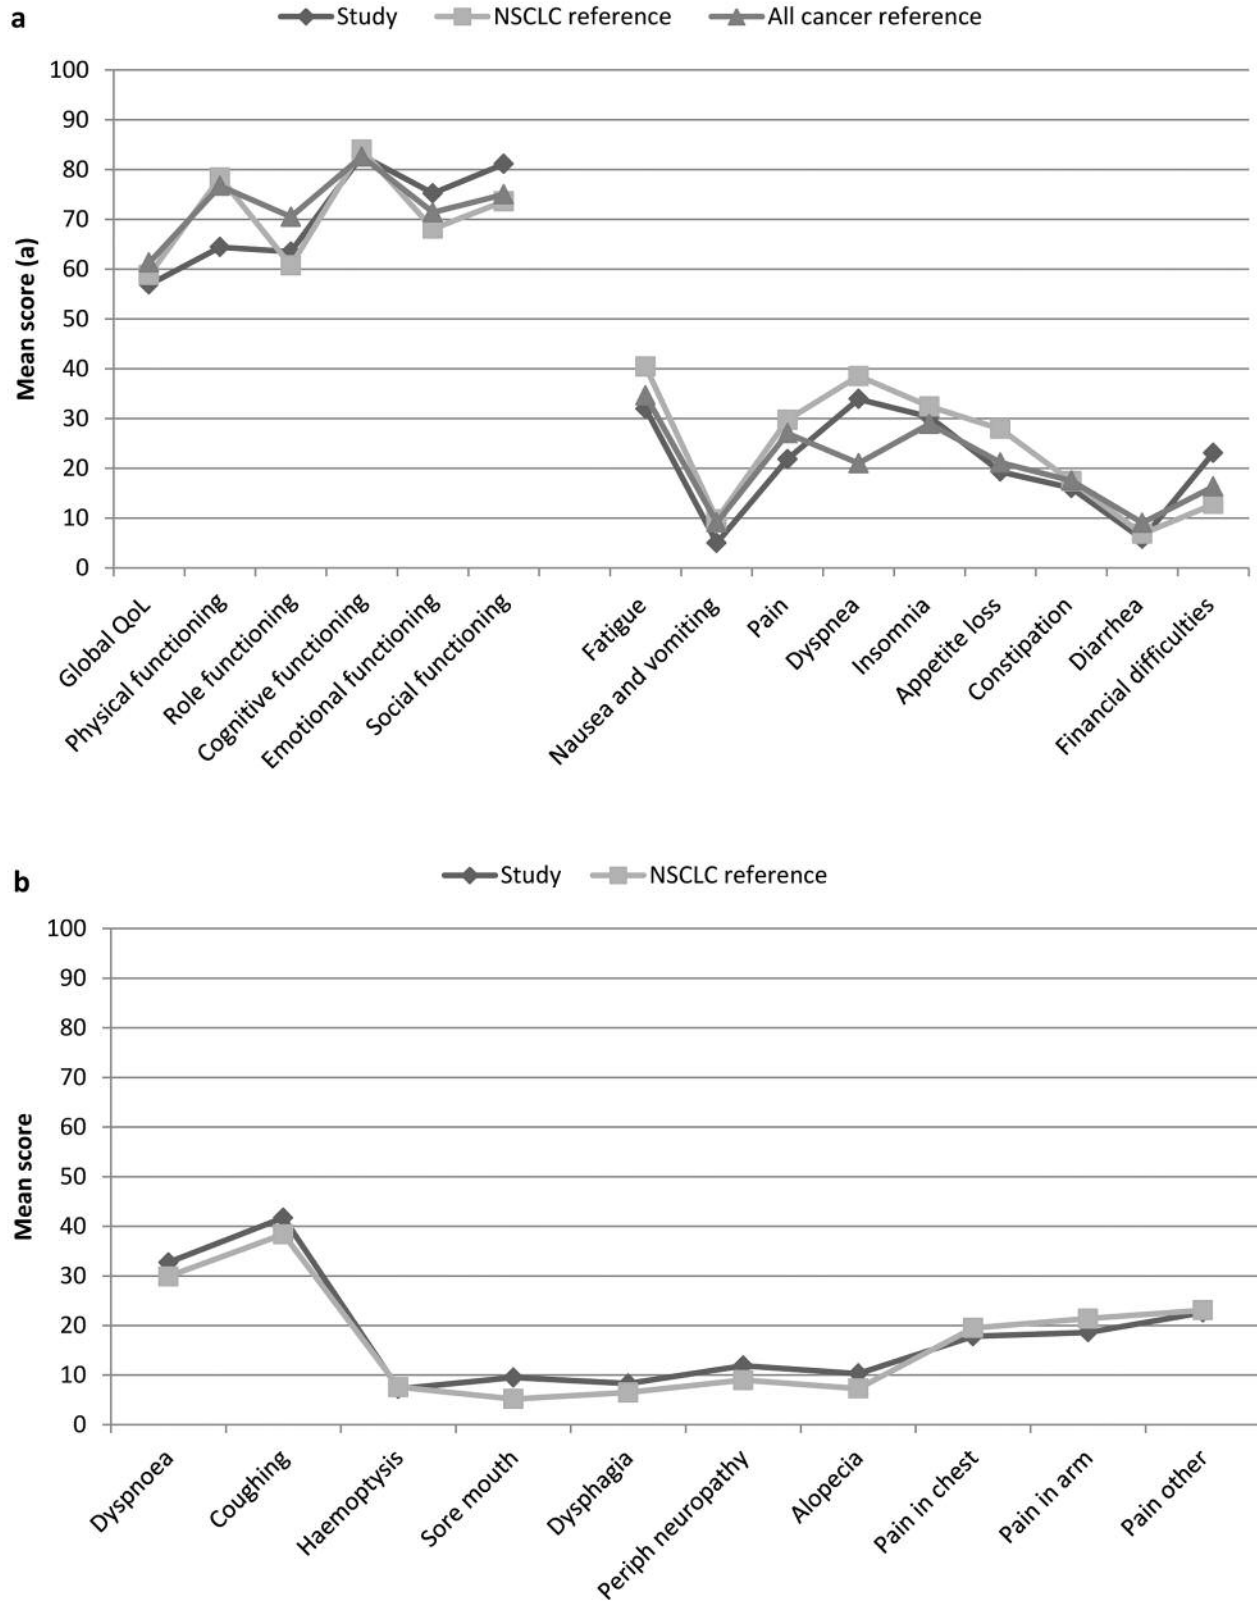 a
Study NSCLC reference All cancer reference
100
90
80
70
60
50
40
30
20
10
0
Mean score (a)
Global QoL
Physical functioning
Role functioning
Cognitive functioning
Emotional functioning
Social functioning
Fatigue
Nausea and vomiting
Pain
Dyspnea
Insomnia
Appetite loss
Constipation
Diarrhea
Financial difficulties
b
Study NSCLC reference
100
90
80
70
60
50
40
30
20
10
0
Mean score
Dyspnoea
Coughing
Haemoptysis
Sore mouth
Dysphagia
Periph neuropathy
Alopecia
Pain in chest
Pain in arm
Pain other